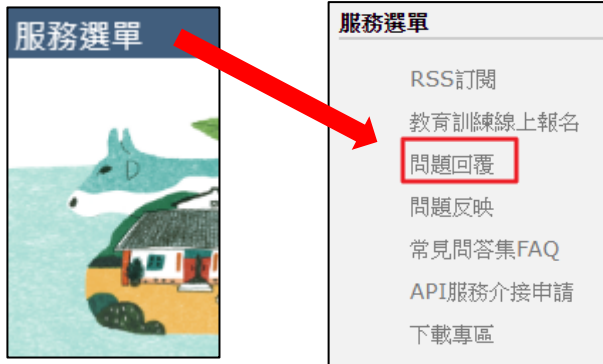 服務選單
服務選單
RSS訂閱
教育訓練線上報名
問題回覆
問題反映
常見問答集FAQ
API服務介接申請
下載專區